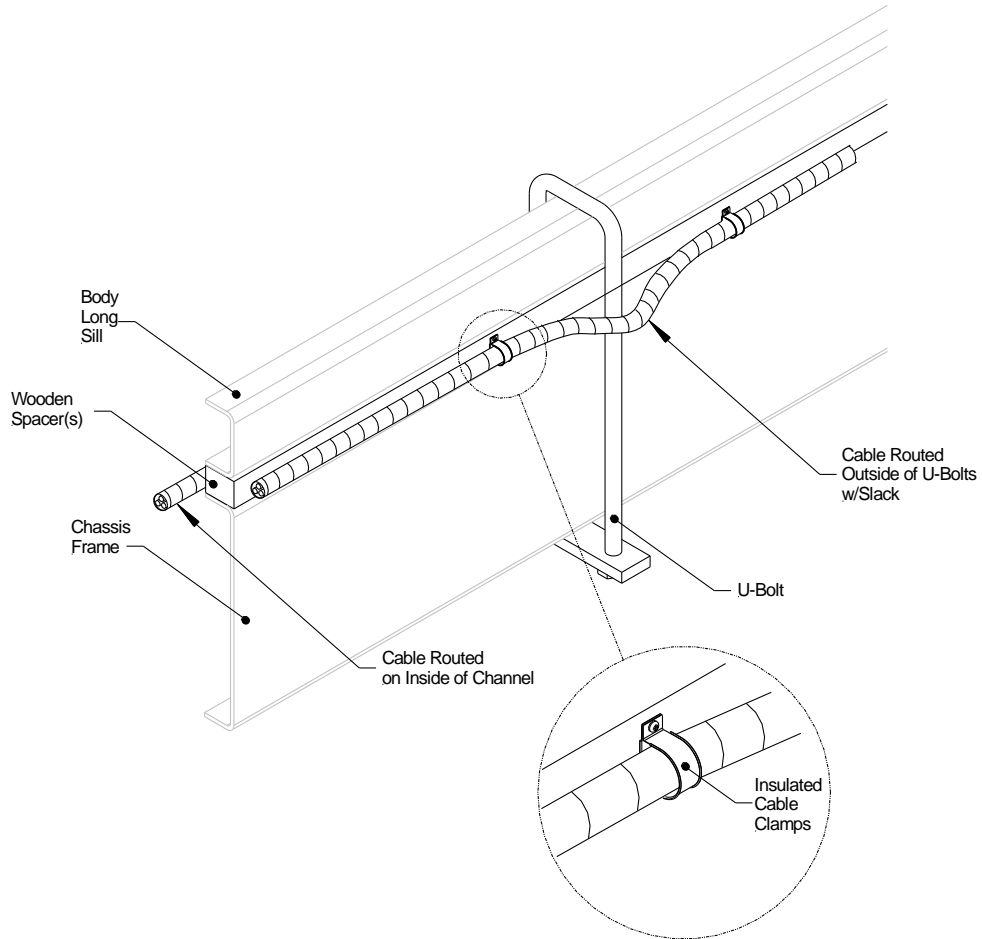 Body
Long
Sill
Wooden
Spacer(s)
Chassis
Frame
Cable Routed
on Inside of Channel
Cable Routed
Outside of U-Bolts
w/Slack
U-Bolt
Insulated
Cable
Clamps